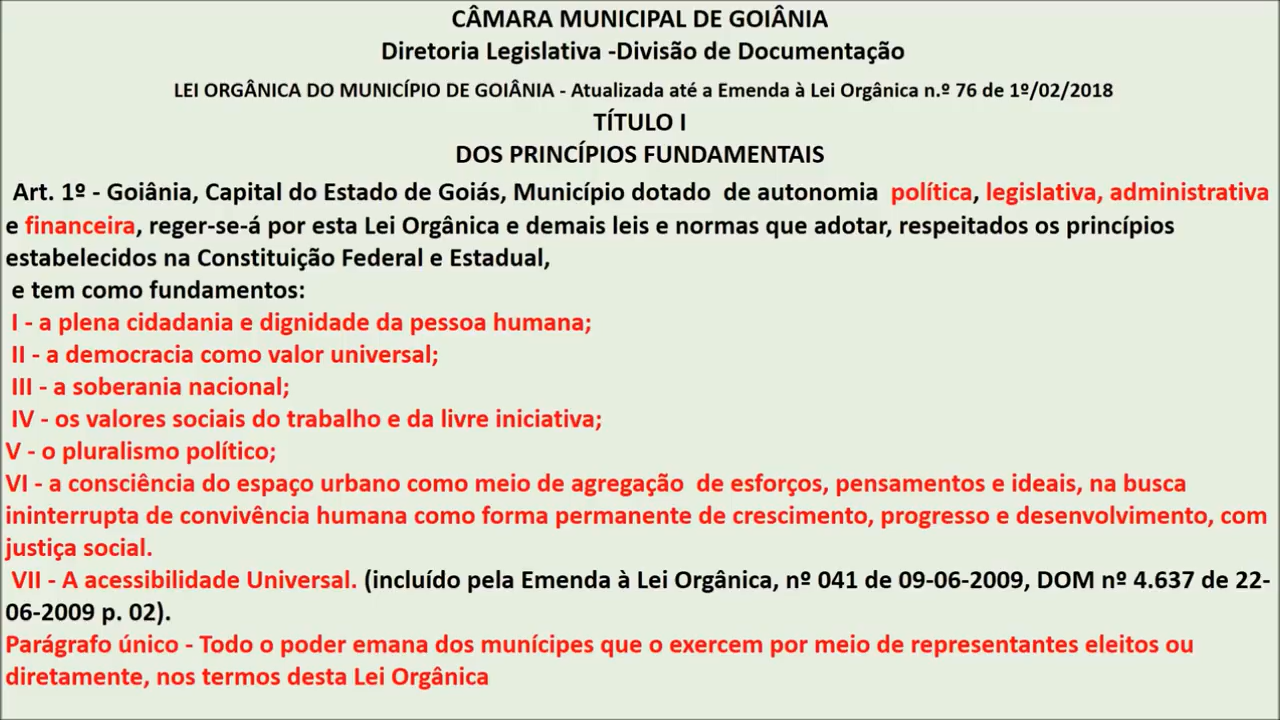 CÂMARA MUNICIPAL DE GOIÂNIA
Diretoria Legislativa -Divisão de Documentação
LEI ORGÂNICA DO MUNICÍPIO DE GOIÂNIA - Atualizada até a Emenda à Lei Orgânica n.º 76 de 1º/02/2018
TÍTULO I
DOS PRINCÍPIOS FUNDAMENTAIS
Art. 1º - Goiânia, Capital do Estado de Goiás, Município dotado de autonomia política, legislativa, administrativa
e financeira, reger-se-á por esta Lei Orgânica e demais leis e normas que adotar, respeitados os princípios
estabelecidos na Constituição Federal e Estadual,
e tem como fundamentos:
I - a plena cidadania e dignidade da pessoa humana;
II - a democracia como valor universal;
III - a soberania nacional;
IV - os valores sociais do trabalho e da livre iniciativa;
V - o pluralismo político;
VI - a consciência do espaço urbano como meio de agregação de esforços, pensamentos e ideais, na busca
ininterrupta de convivência humana como forma permanente de crescimento, progresso e desenvolvimento, com
justiça social.
VII - A acessibilidade Universal. (incluído pela Emenda à Lei Orgânica, nº 041 de 09-06-2009, DOM nº 4.637 de 22-
06-2009 p. 02).
Parágrafo único - Todo o poder emana dos munícipes que o exercem por meio de representantes eleitos ou
diretamente, nos termos desta Lei Orgânica